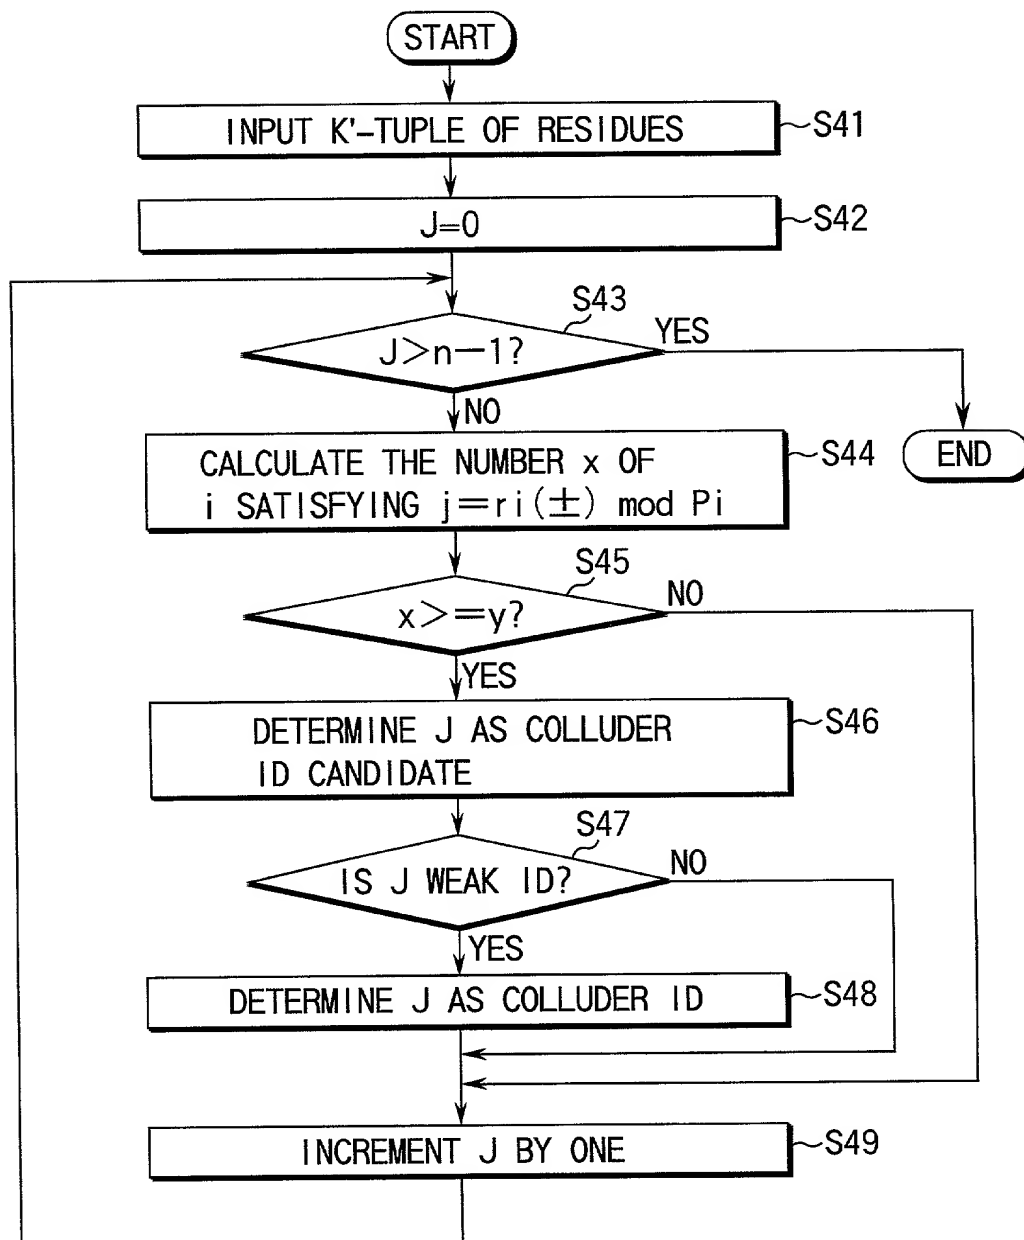 START
INPUT K'-TUPLE OF RESIDUES
S41
J=0
S42
S43
J>n-1?
YES
NO
CALCULATE THE NUMBER x OF
i SATISFYING j=ri(±) mod Pi
S44
END
S45
x>=y?
NO
YES
DETERMINE J AS COLLUDER
ID CANDIDATE
S46
S47
IS J WEAK ID?
NO
YES
DETERMINE J AS COLLUDER ID
S48
INCREMENT J BY ONE
S49